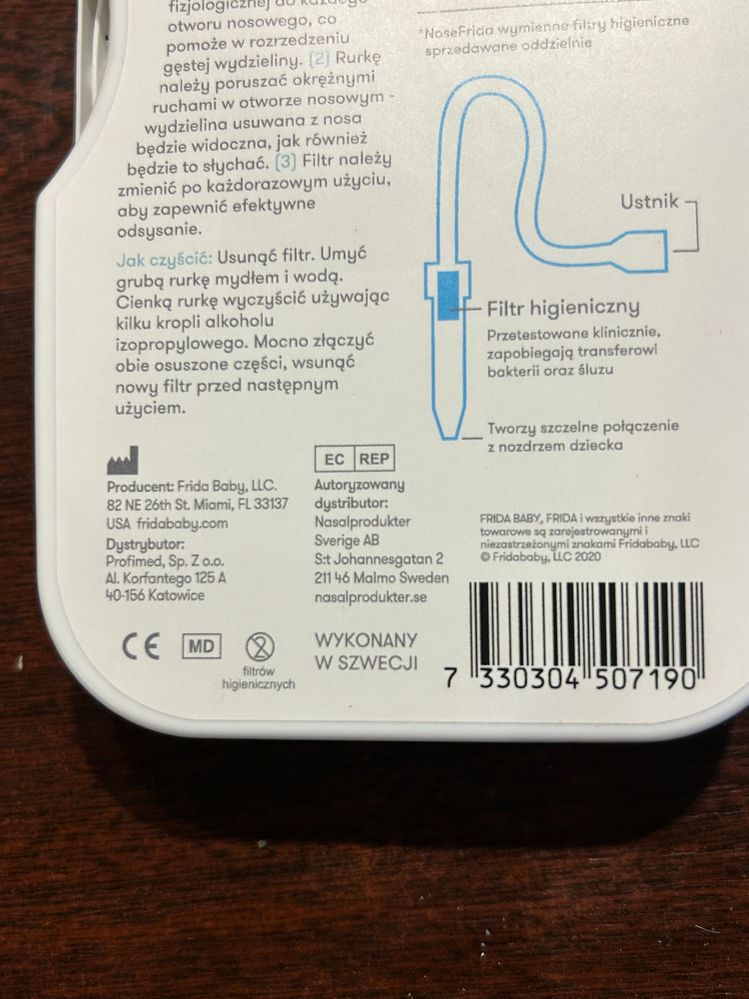 fizjologicznej do każdego
otworu nosowego, co
pomoże w rozrzedzeniu
gęstej wydzieliny. [2] Rurkę
należy poruszać okrężnymi
ruchami w otworze nosowym -
wydzielina usuwana z nosa
będzie widoczna, jak również
będzie to słychać. [3] Filtr należy
zmienić po każdorazowym użyciu,
aby zapewnić efektywne
odsysanie.
Jak czyścić: Usunąć filtr. Umyć
grubą rurkę mydłem i wodą.
Cienką rurkę wyczyścić używając
kilku kropli alkoholu
izopropylowego. Mocno złączyć
obie osuszone części, wsunąć
nowy filtr przed następnym
użyciem.
*NoseFrida wymienne filtry higieniczne
sprzedawane oddzielnie
Ustnik
Filtr higieniczny
Przetestowane klinicznie,
zapobiegają transferowi
bakterii oraz śluzu
Tworzy szczelne połączenie
z nozdrzem dziecka
Producent: Frida Baby, LLC.
82 NE 26th St. Miami, FL 33137
USA fridababy.com
Dystrybutor:
Profimed, Sp. Z o.o.
Al. Korfantego 125 A
40-156 Katowice
EC REP
Autoryzowany
dystributor:
Nasalprodukter
Sverige AB
S:t Johannesgatan 2
211 46 Malmo Sweden
nasalprodukter.se
FRIDA BABY, FRIDA i wszystkie inne znaki
towarowe są zarejestrowanymi i
niezastrzeżonymi znakami Fridababy, LLC
© Fridababy, LLC 2020
CE MD 2
filtrów
higienicznych
WYKONANY
W SZWECJI
7 330304 507190